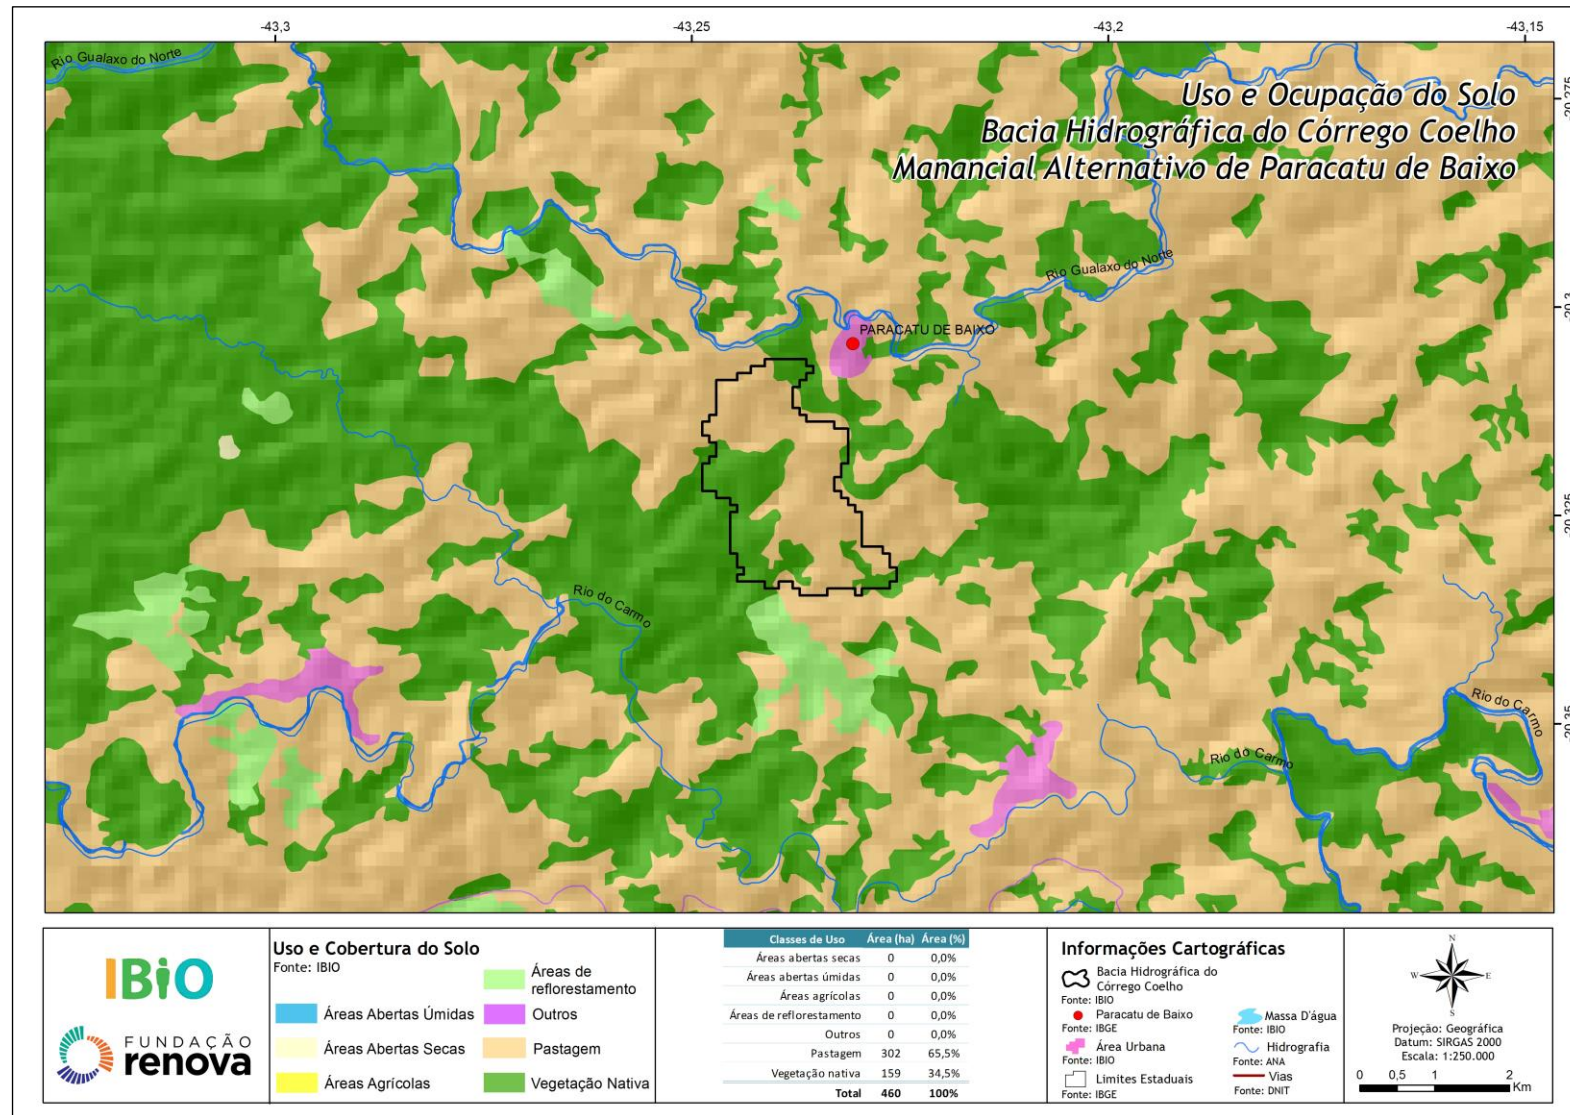 -43,3
-43,25
-43,2
-43,15
Rio Gualaxo do Norte
Uso e Ocupação do Solo
Bacia Hidrográfica do Córrego Coelho
Manancial Alternativo de Paracatu de Baixo
-20,275
Rio Gualaxo do Norte
-20,3
PARACATU DE BAIXO
-20,325
Rio do Carmo
Rio do Carmo
-20,35
Rio do Carmo
IBiO
FUNDAÇÃO
renova
Uso e Cobertura do Solo
Fonte: IBIO
Áreas Abertas Úmidas
Áreas Abertas Secas
Áreas Agrícolas
Áreas de
reflorestamento
Outros
Pastagem
Vegetação Nativa
Classes de Uso Área (ha) Área (%)
Áreas abertas secas 0 0,0%
Áreas abertas úmidas 0 0,0%
Áreas agrícolas 0 0,0%
Áreas de reflorestamento 0 0,0%
Outros 0 0,0%
Pastagem 302 65,5%
Vegetação nativa 159 34,5%
Total 460 100%
Informações Cartográficas
Bacia Hidrográfica do
Córrego Coelho
Fonte: IBIO
Paracatu de Baixo
Fonte: IBGE
Área Urbana
Fonte: IBIO
Limites Estaduais
Fonte: IBGE
Massa D'água
Fonte: IBIO
Hidrografia
Fonte: ANA
Vias
Fonte: DNIT
N
W E
S
Projeção: Geográfica
Datum: SIRGAS 2000
Escala: 1:250.000
0 0,5 1 2
Km